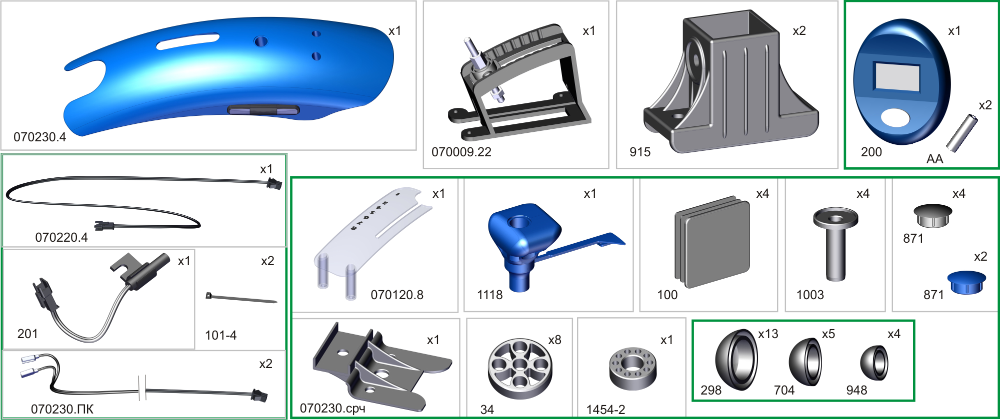 x1
070230.4
x1
070009.22
x2
915
x1
x2
200
AA
x1
070220.4
x1
201
x2
101-4
x2
070230.ПК
x1
070120.8
x1
1118
x4
100
x4
1003
x4
871
x2
871
x1
070230.срч
x8
34
x1
1454-2
x13
298
x5
704
x4
948